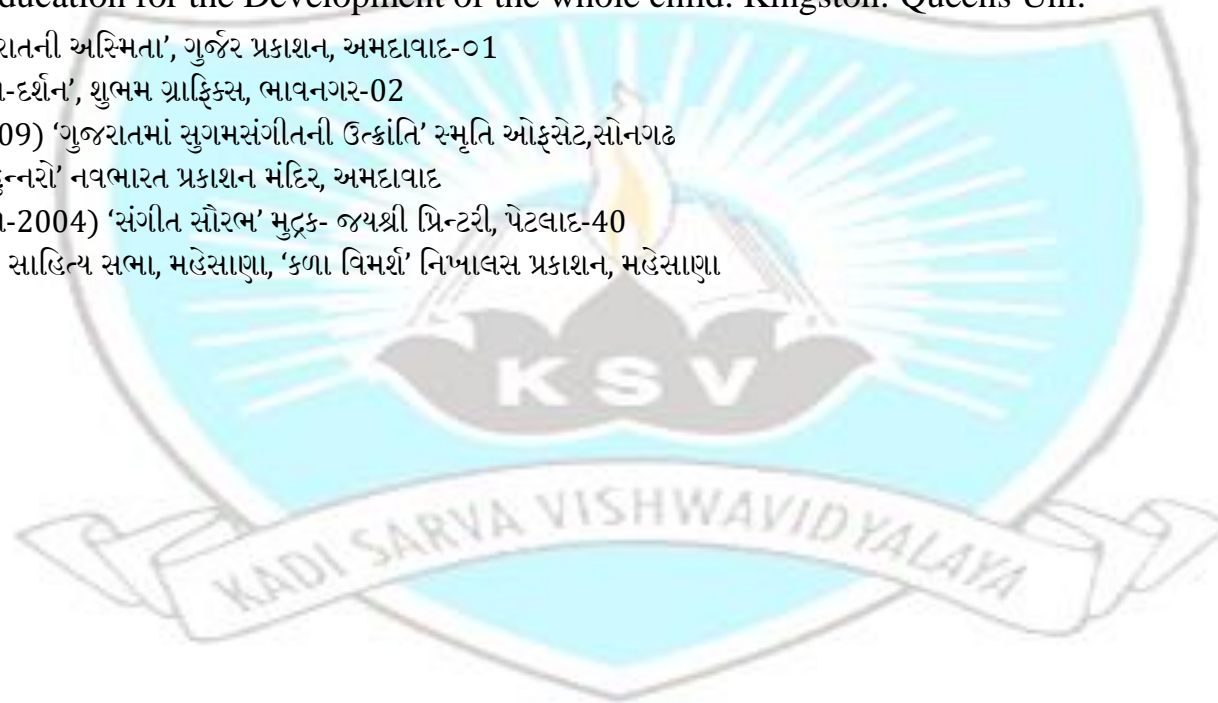 ducation for the Development of the whole child. Kingston: Queens Uni.
રાતની અસ્મિતા’, ગુર્જર પ્રકાશન, અમદાવાદ-૦1
-દર્શન’, શુભમ ગ્રાફિક્સ, ભાવનગર-02
09) ‘ગુજરાતમાં સુગમસંગીતની ઉત્ક્રાંતિ’ સ્મૃતિ ઓફસેટ,સોનગઢ
હુન્નરો’ નવભારત પ્રકાશન મંદિર, અમદાવાદ
-2004) ‘સંગીત સૌરભ’ મુદ્રક- જયશ્રી પ્રિન્ટરી, પેટલાદ-40
સાહિત્ય સભા, મહેસાણા, ‘કળા વિમર્શ’ નિખાલસ પ્રકાશન, મહેસાણા
KSV
KADI SARVA VISHWAVIDYALAYA